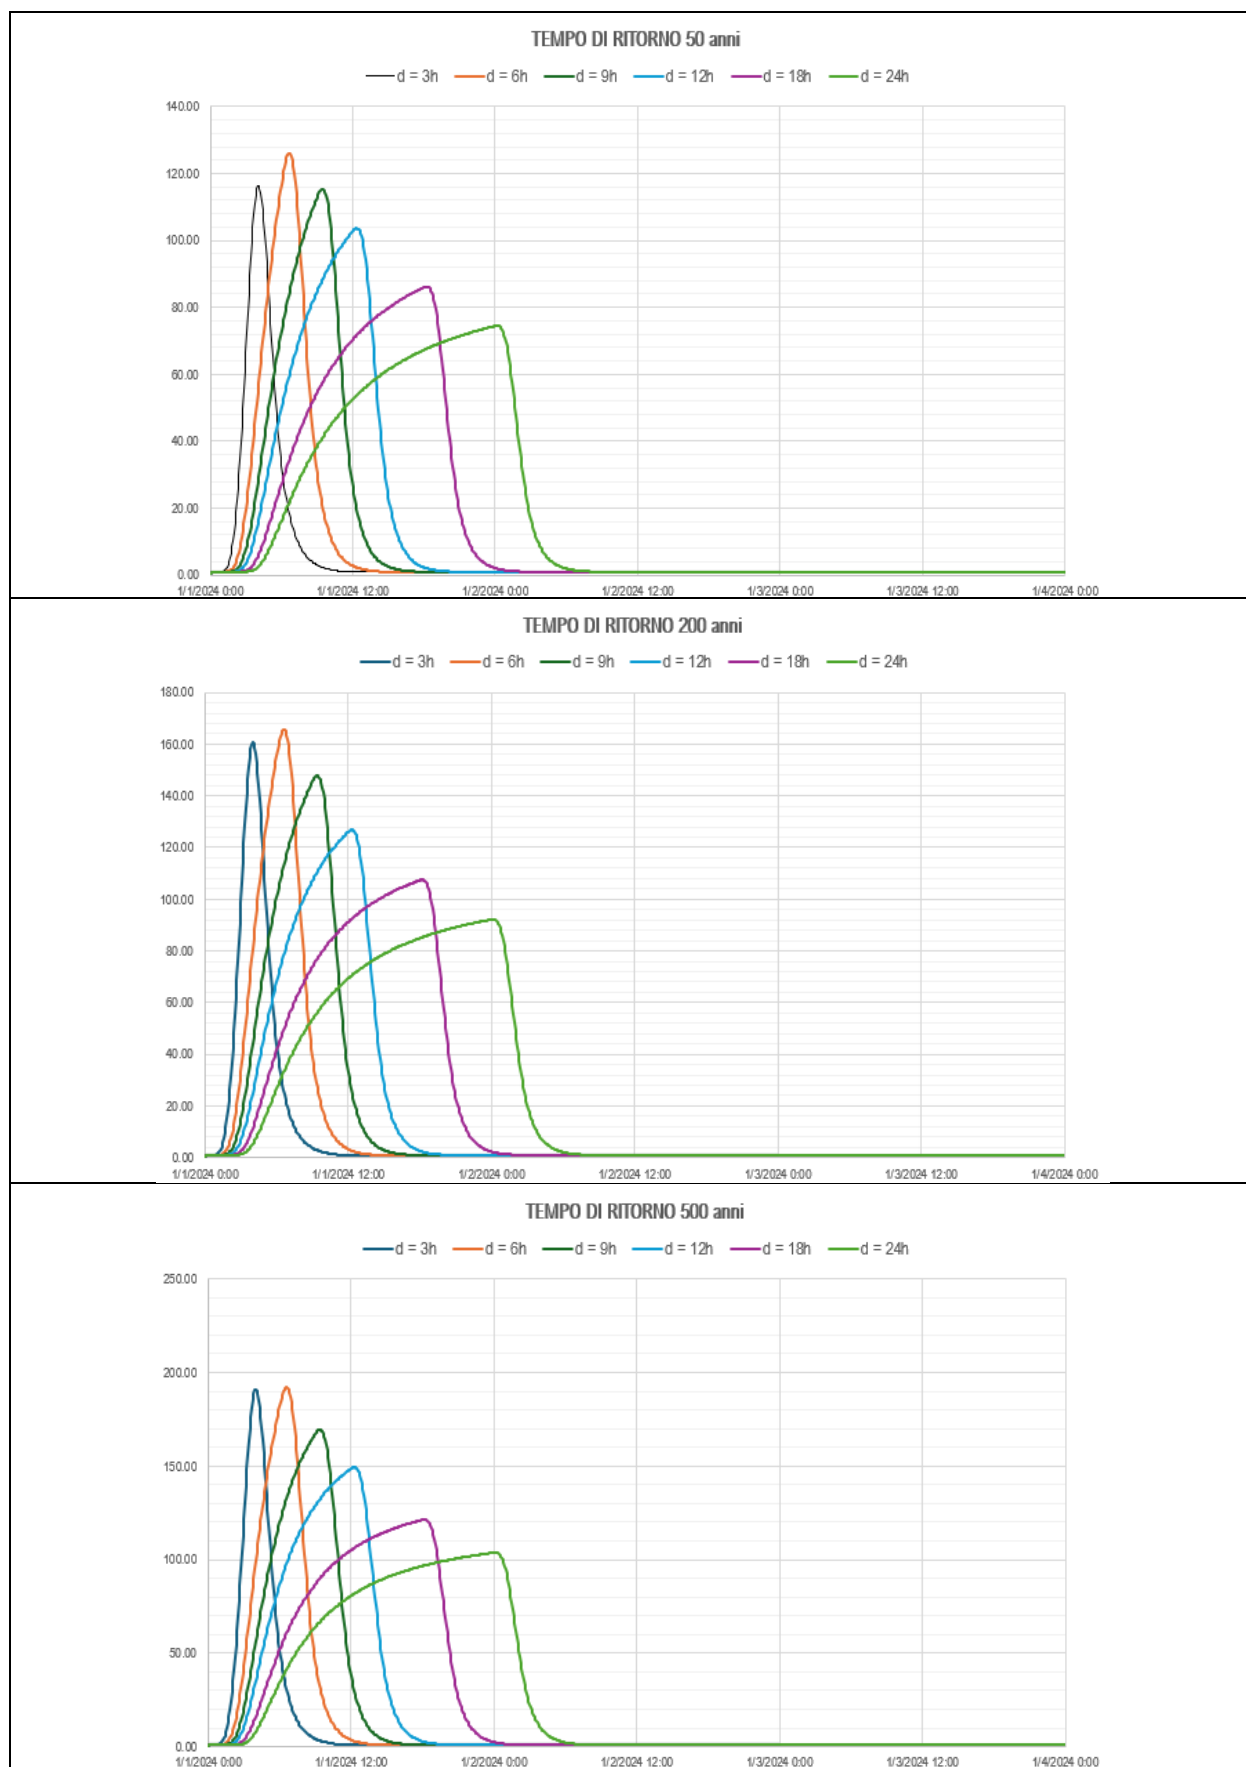 TEMPO DI RITORNO 50 anni
d = 3h d = 6h d = 9h d = 12h d = 18h d = 24h
140.00
120.00
100.00
80.00
60.00
40.00
20.00
0.00
1/1/2024 0:00 1/1/2024 12:00 1/2/2024 0:00 1/2/2024 12:00 1/3/2024 0:00 1/3/2024 12:00 1/4/2024 0:00
TEMPO DI RITORNO 200 anni
d = 3h d = 6h d = 9h d = 12h d = 18h d = 24h
180.00
160.00
140.00
120.00
100.00
80.00
60.00
40.00
20.00
0.00
1/1/2024 0:00 1/1/2024 12:00 1/2/2024 0:00 1/2/2024 12:00 1/3/2024 0:00 1/3/2024 12:00 1/4/2024 0:00
TEMPO DI RITORNO 500 anni
d = 3h d = 6h d = 9h d = 12h d = 18h d = 24h
250.00
200.00
150.00
100.00
50.00
0.00
1/1/2024 0:00 1/1/2024 12:00 1/2/2024 0:00 1/2/2024 12:00 1/3/2024 0:00 1/3/2024 12:00 1/4/2024 0:00